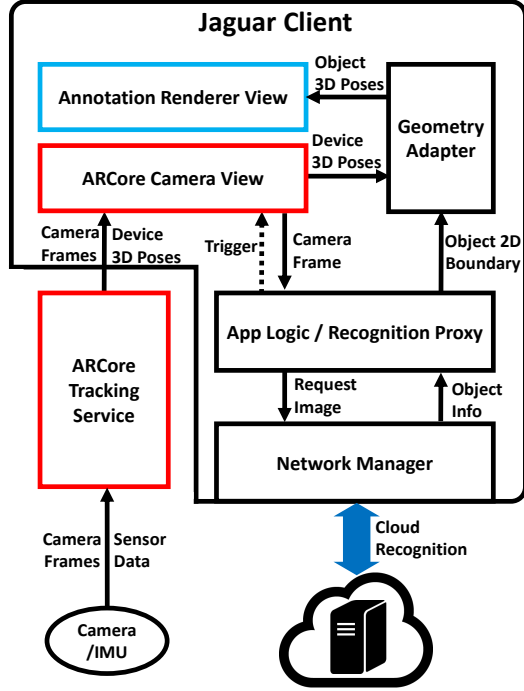 Jaguar Client
Annotation Renderer View
Object
3D Poses
Geometry
Adapter
ARCore Camera View
Device
3D Poses
Camera
Frames
Device
3D Poses
Trigger
Camera
Frame
Object 2D
Boundary
ARCore
Tracking
Service
App Logic / Recognition Proxy
Request
Image
Object
Info
Network Manager
Camera
Frames
Sensor
Data
Cloud
Recognition
Camera
/IMU